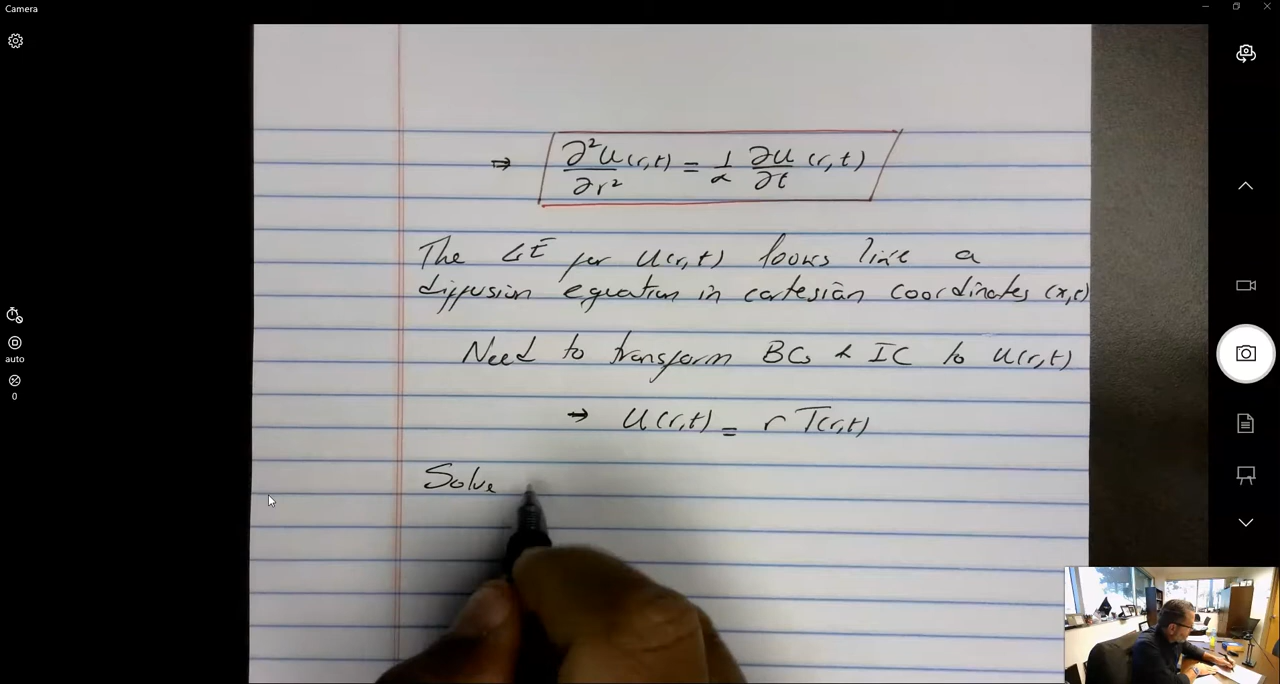 Camera
⇒ ∂²U(r,t)/∂r² = 1/α ∂U/∂t (r,t)
The GE for U(r,t) looks like a
diffusion equation in cartesian coordinates (x,t)
Need to transform BCs & IC to U(r,t)
→ U(r,t) = r T(r,t)
Solve
auto
0